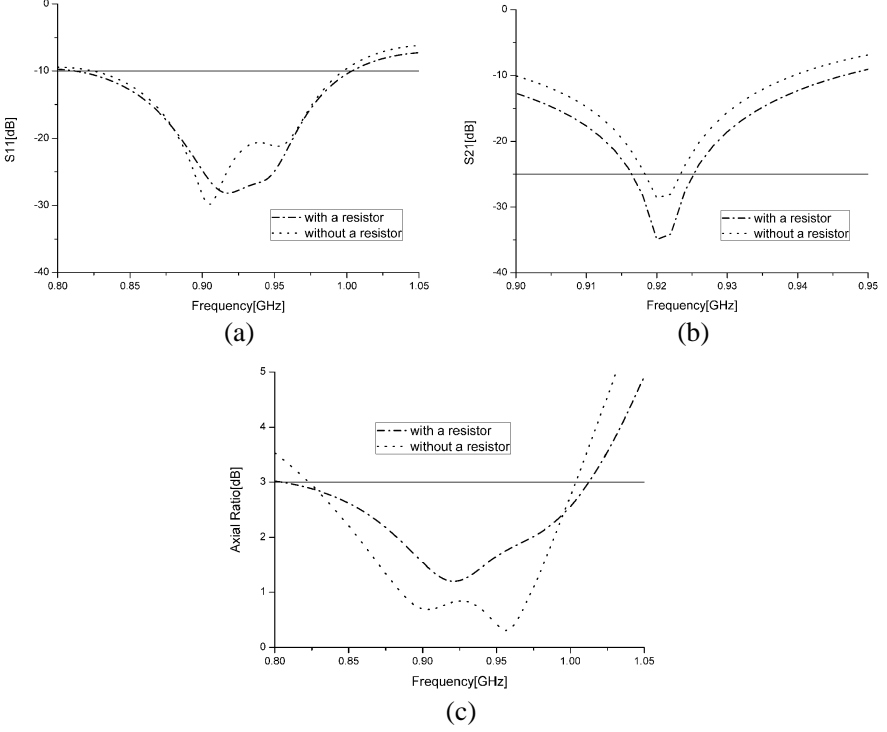 0
-10
-20
-30
-40
S11[dB]
with a resistor
without a resistor
0.80
0.85
0.90
0.95
1.00
1.05
Frequency[GHz]
(a)
0
-10
-20
-30
-40
S21[dB]
with a resistor
without a resistor
0.90
0.91
0.92
0.93
0.94
0.95
Frequency[GHz]
(b)
5
4
3
2
1
0
Axial Ratio[dB]
with a resistor
without a resistor
0.80
0.85
0.90
0.95
1.00
1.05
Frequency[GHz]
(c)